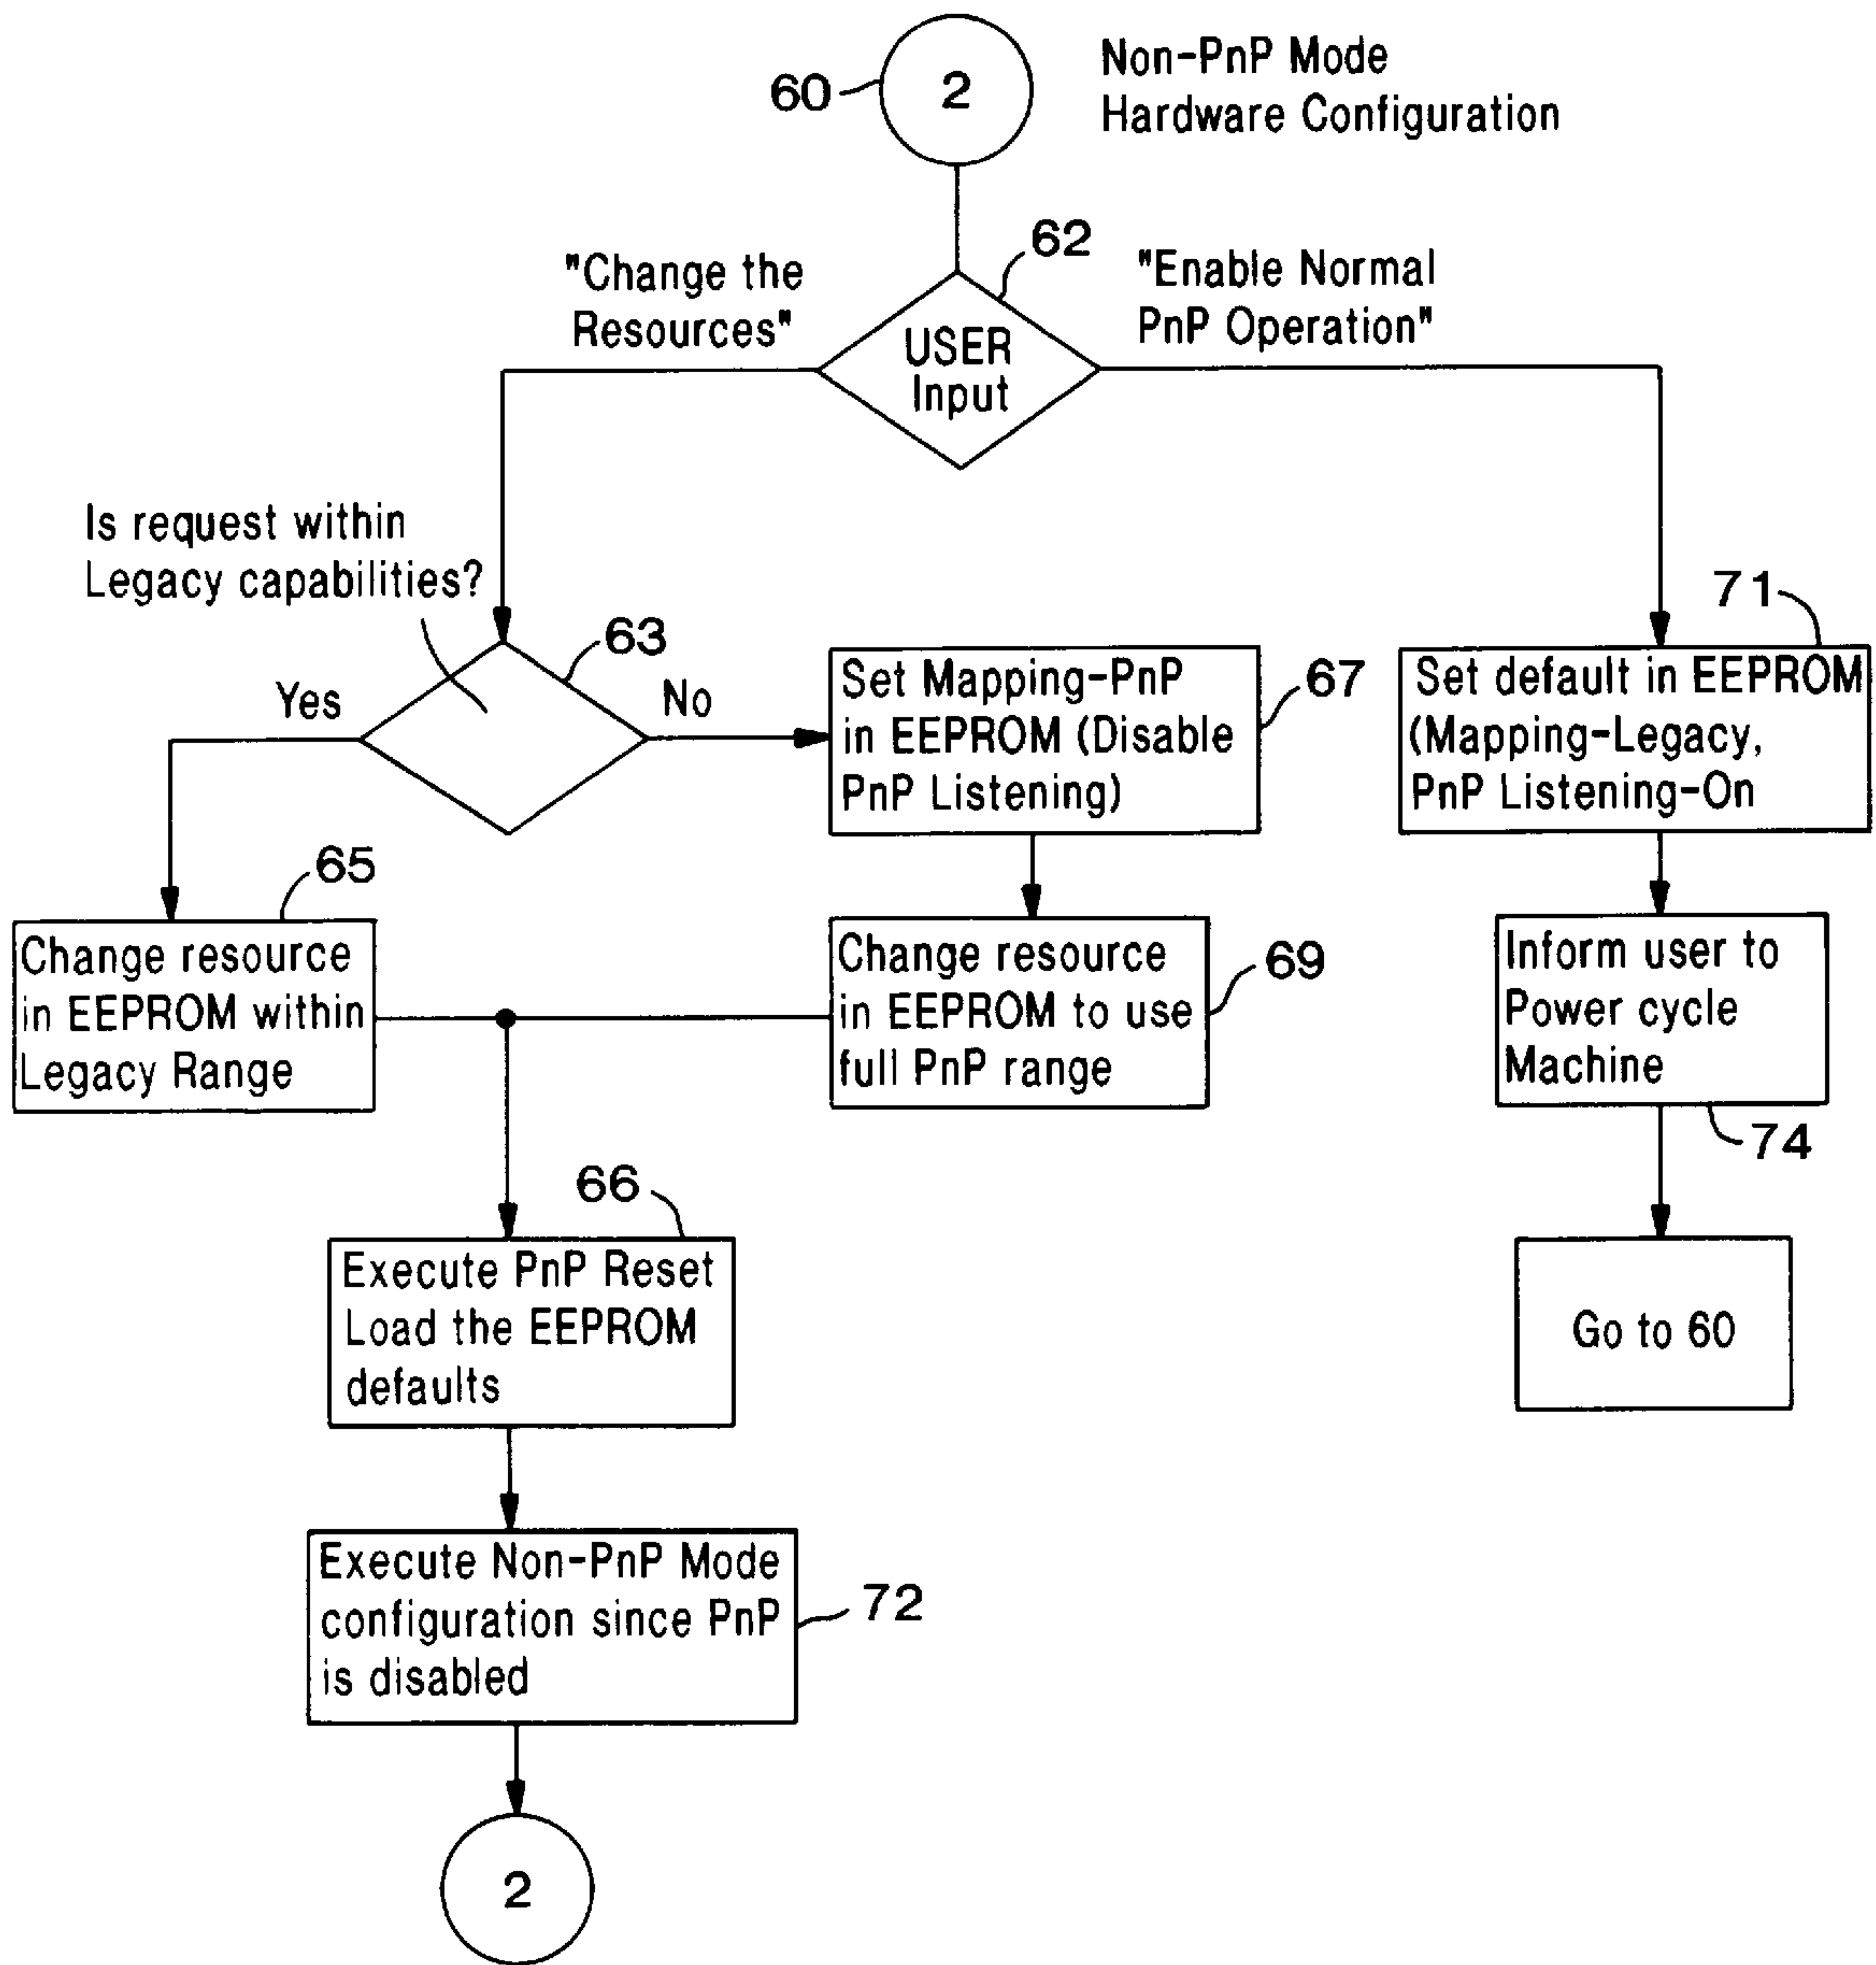 60
2
Non-PnP Mode
Hardware Configuration
62
"Change the
Resources"
"Enable Normal
PnP Operation"
USER
Input
Is request within
Legacy capabilities?
63
Yes
No
Set Mapping-PnP
in EEPROM (Disable
PnP Listening)
67
71
Set default in EEPROM
(Mapping-Legacy,
PnP Listening-On
65
Change resource
in EEPROM within
Legacy Range
Change resource
in EEPROM to use
full PnP range
69
Inform user to
Power cycle
Machine
74
66
Execute PnP Reset
Load the EEPROM
defaults
Go to 60
Execute Non-PnP Mode
configuration since PnP
is disabled
72
2